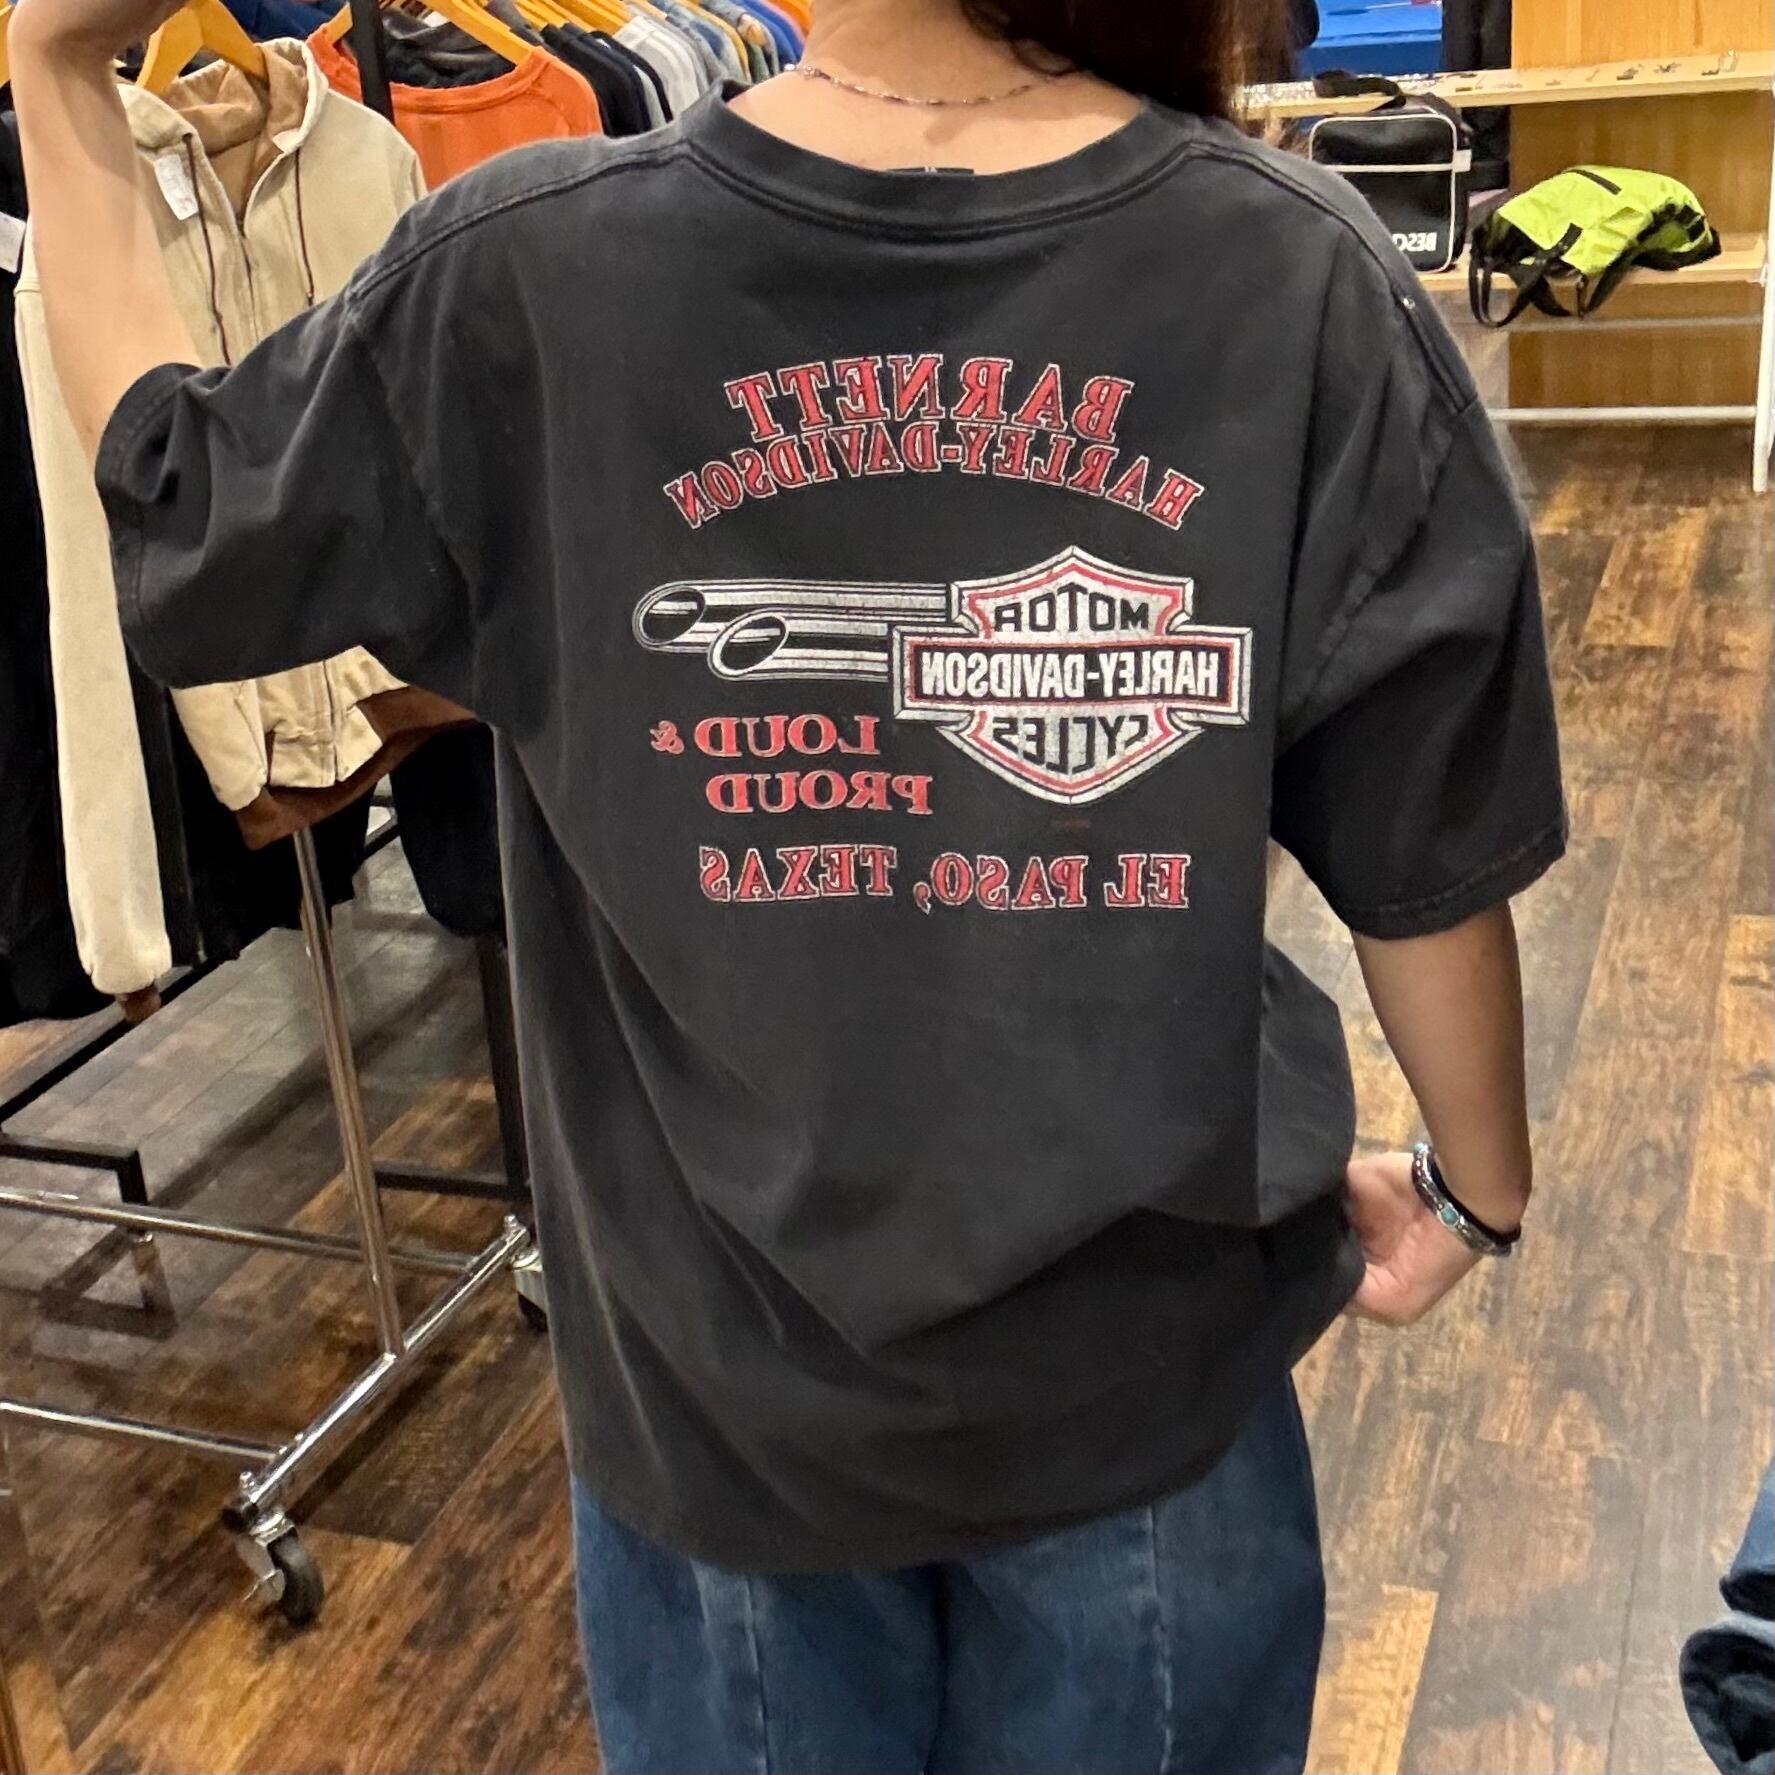 BARNETT
HARLEY-DAVIDSON
MOTOR
HARLEY-DAVIDSON
CYCLES
LOUD &
PROUD
EL PASO, TEXAS